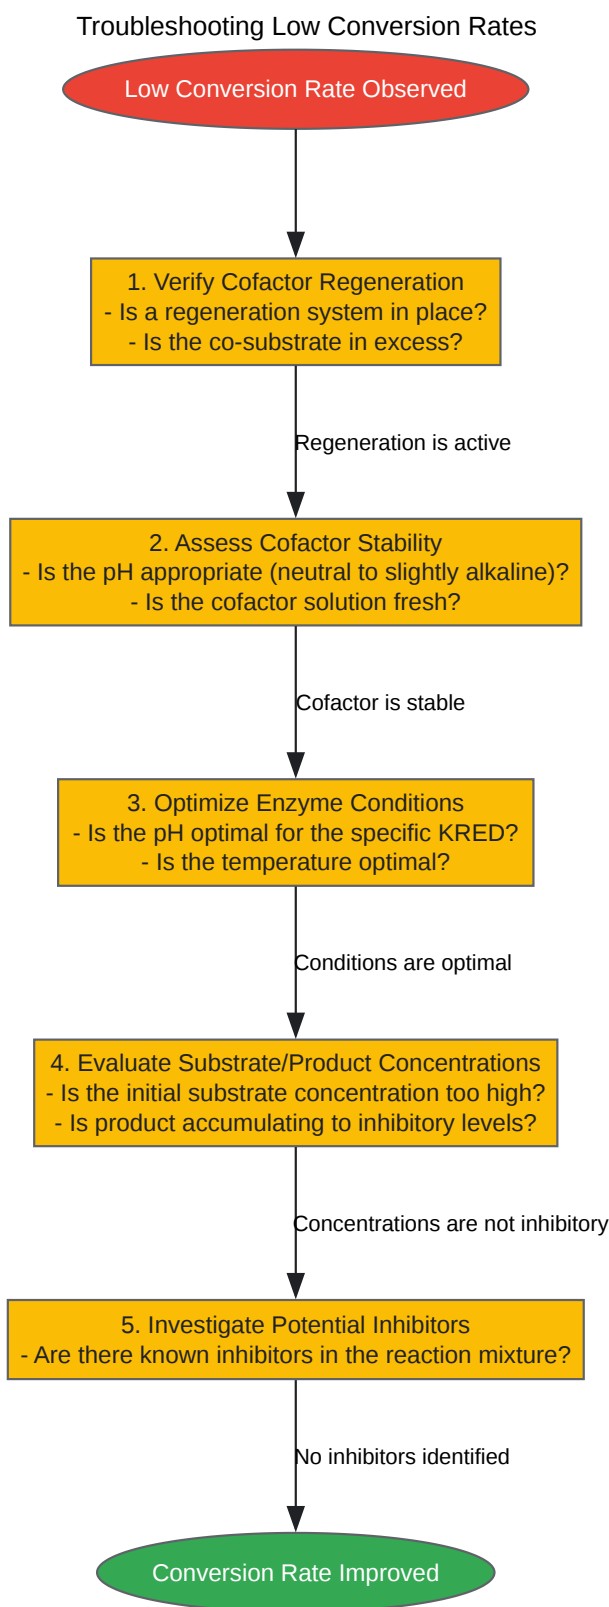 Troubleshooting Low Conversion Rates
Low Conversion Rate Observed
1. Verify Cofactor Regeneration
- Is a regeneration system in place?
- Is the co-substrate in excess?
Regeneration is active
2. Assess Cofactor Stability
- Is the pH appropriate (neutral to slightly alkaline)?
- Is the cofactor solution fresh?
Cofactor is stable
3. Optimize Enzyme Conditions
- Is the pH optimal for the specific KRED?
- Is the temperature optimal?
Conditions are optimal
4. Evaluate Substrate/Product Concentrations
- Is the initial substrate concentration too high?
- Is product accumulating to inhibitory levels?
Concentrations are not inhibitory
5. Investigate Potential Inhibitors
- Are there known inhibitors in the reaction mixture?
No inhibitors identified
Conversion Rate Improved